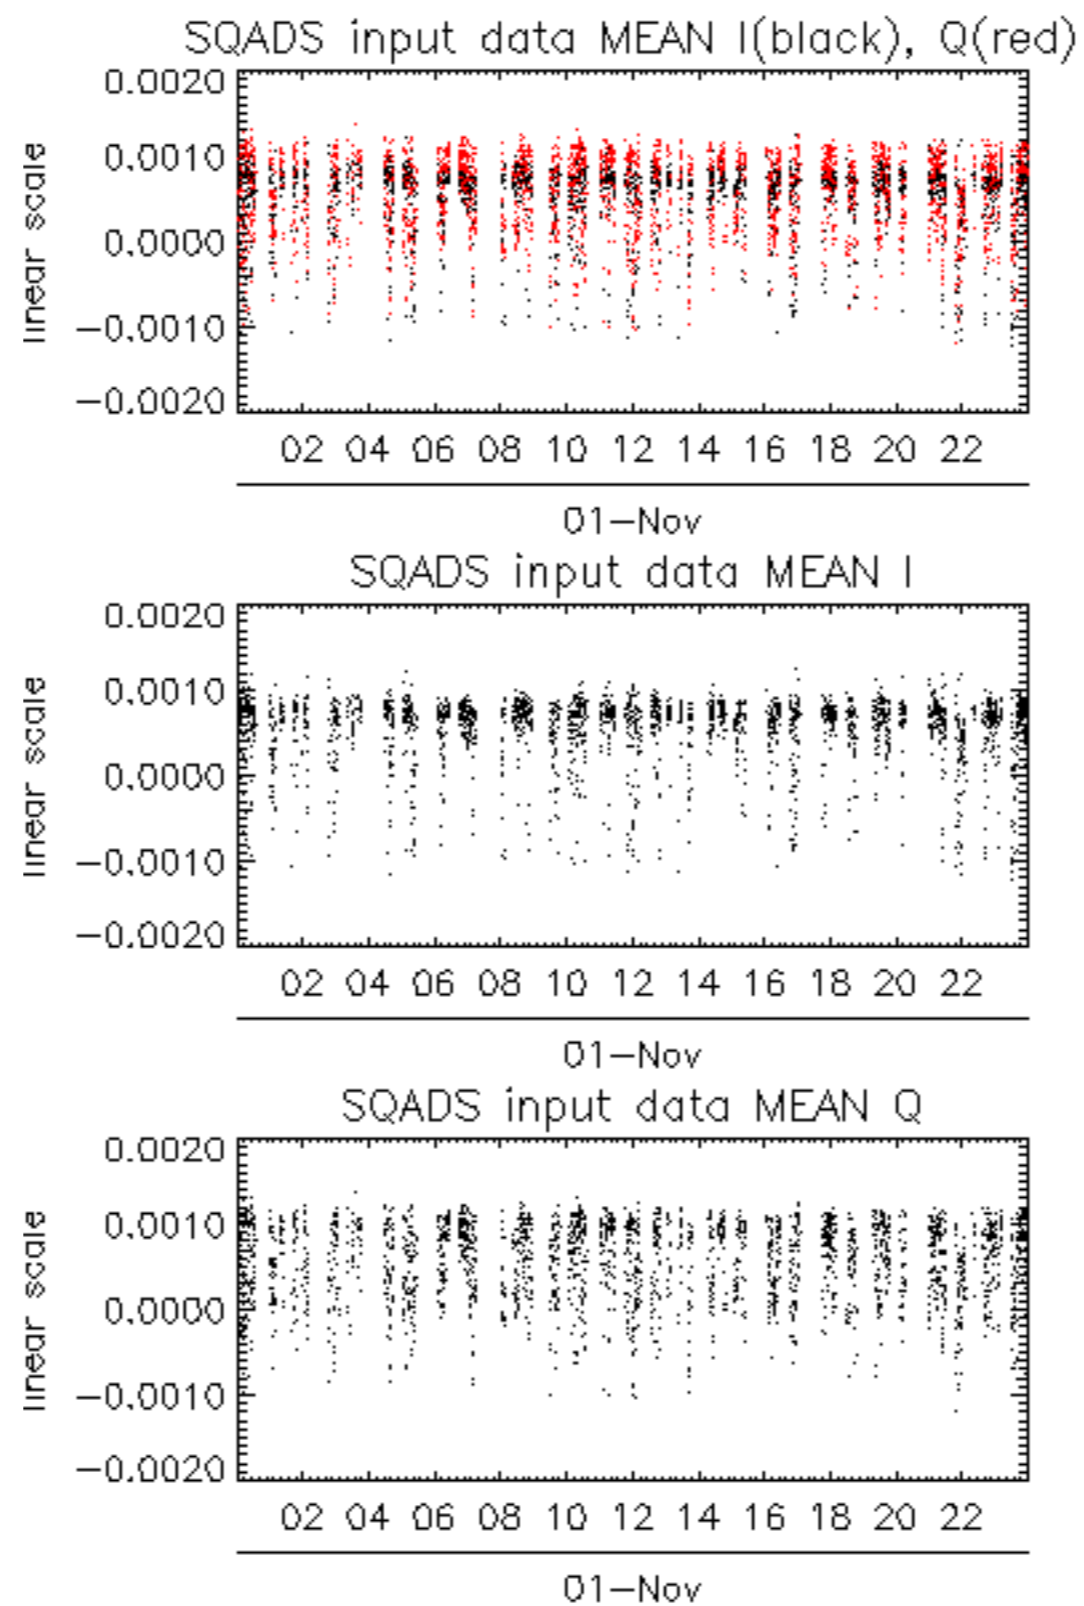 SQADS input data MEAN I(black), Q(red)
0.0020
0.0010
0.0000
−0.0010
−0.0020
linear scale
02 04 06 08 10 12 14 16 18 20 22
01−Nov
SQADS input data MEAN I
0.0020
0.0010
0.0000
−0.0010
−0.0020
linear scale
02 04 06 08 10 12 14 16 18 20 22
01−Nov
SQADS input data MEAN Q
0.0020
0.0010
0.0000
−0.0010
−0.0020
linear scale
02 04 06 08 10 12 14 16 18 20 22
01−Nov